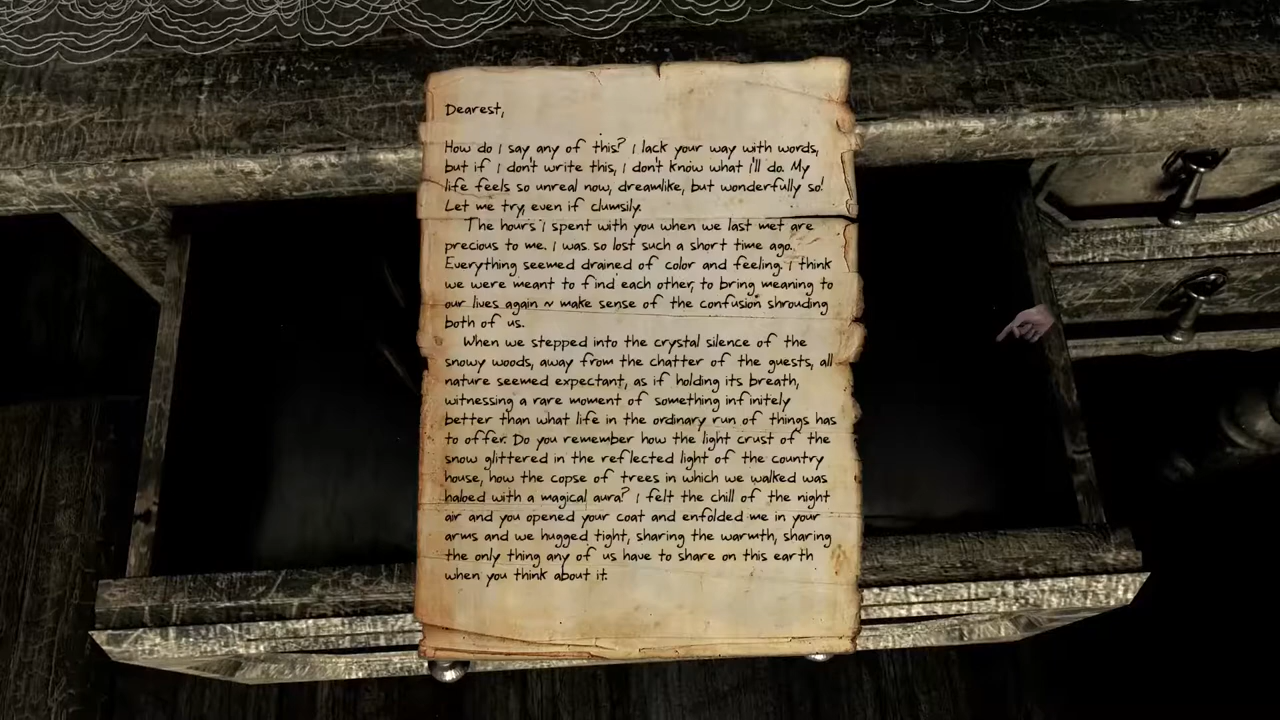 Dearest,
How do I say any of this? I lack your way with words,
but if I don't write this, I don't know what I'll do. My
life feels so unreal now, dreamlike, but wonderfully so!
Let me try, even if clumsily.
The hours I spent with you when we last met are
precious to me. I was so lost such a short time ago.
Everything seemed drained of color and feeling. I think
we were meant to find each other, to bring meaning to
our lives again ~ make sense of the confusion shrouding
both of us.
When we stepped into the crystal silence of the
snowy woods, away from the chatter of the guests, all
nature seemed expectant, as if holding its breath,
witnessing a rare moment of something infinitely
better than what life in the ordinary run of things has
to offer. Do you remember how the light crust of the
snow glittered in the reflected light of the country
house, how the copse of trees in which we walked was
haloed with a magical aura? I felt the chill of the night
air and you opened your coat and enfolded me in your
arms and we hugged tight, sharing the warmth, sharing
the only thing any of us have to share on this earth
when you think about it.